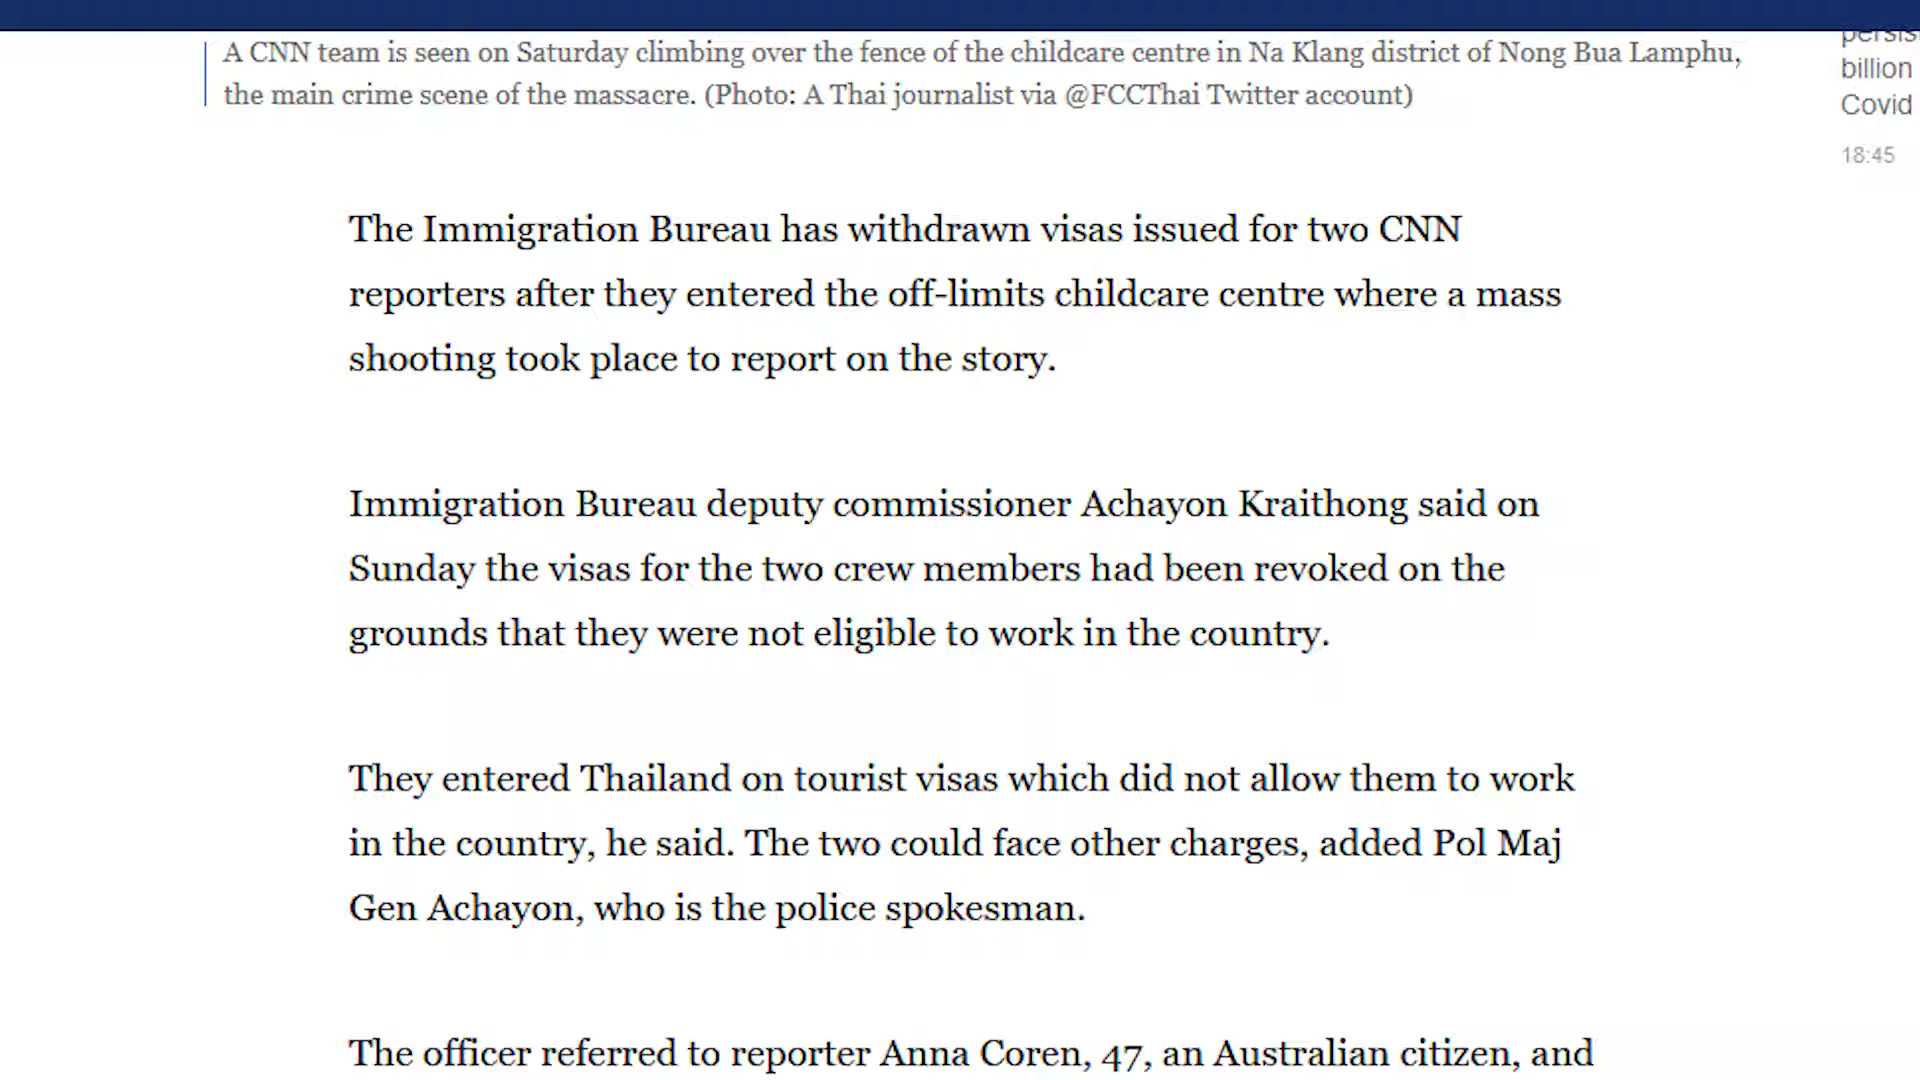 A CNN team is seen on Saturday climbing over the fence of the childcare centre in Na Klang district of Nong Bua Lamphu,
the main crime scene of the massacre. (Photo: A Thai journalist via @FCCThai Twitter account)
The Immigration Bureau has withdrawn visas issued for two CNN
reporters after they entered the off-limits childcare centre where a mass
shooting took place to report on the story.
Immigration Bureau deputy commissioner Achayon Kraithong said on
Sunday the visas for the two crew members had been revoked on the
grounds that they were not eligible to work in the country.
They entered Thailand on tourist visas which did not allow them to work
in the country, he said. The two could face other charges, added Pol Maj
Gen Achayon, who is the police spokesman.
The officer referred to reporter Anna Coren, 47, an Australian citizen, and
billion
Covid
18:45